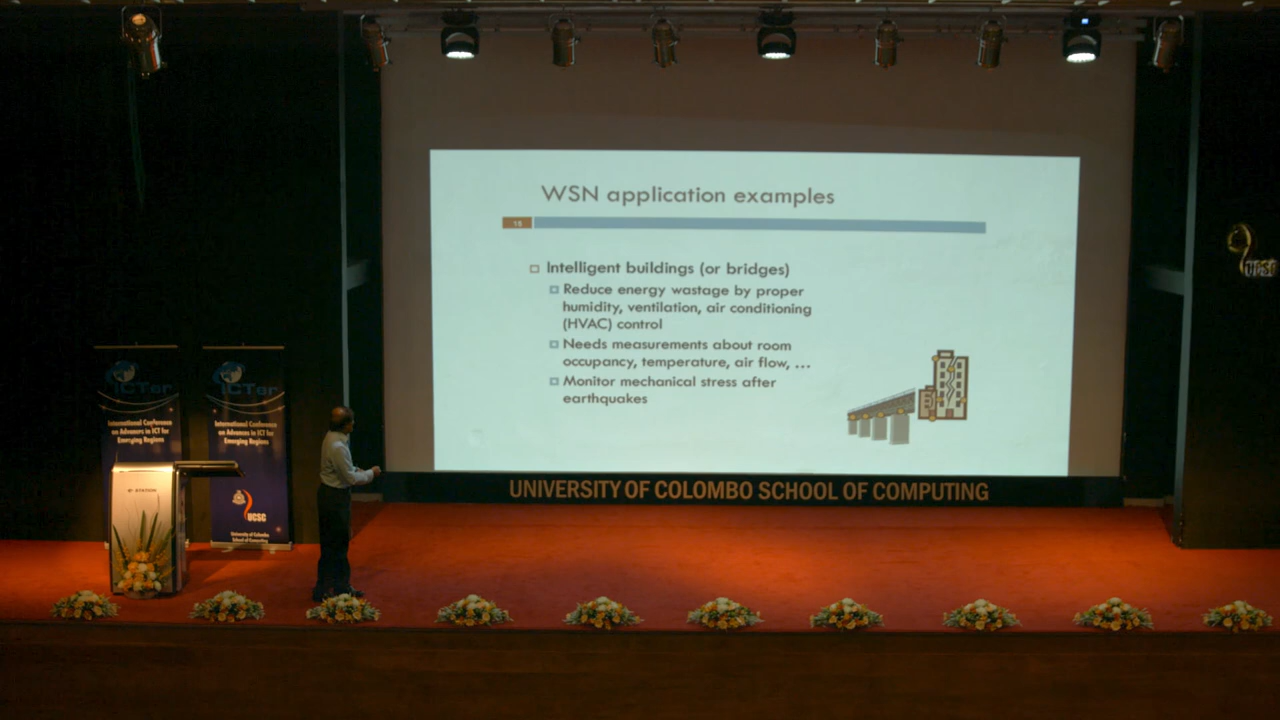 WSN application examples
Intelligent buildings (or bridges)
Reduce energy wastage by proper
humidity, ventilation, air conditioning
(HVAC) control
Needs measurements about room
occupancy, temperature, air flow, ...
Monitor mechanical stress after
earthquakes
UNIVERSITY OF COLOMBO SCHOOL OF COMPUTING
ICTer
International Conference
on Advances in ICT for
Emerging Regions
ICTer
International Conference
on Advances in ICT for
Emerging Regions
UCSC
University of Colombo
School of Computing
UCSC